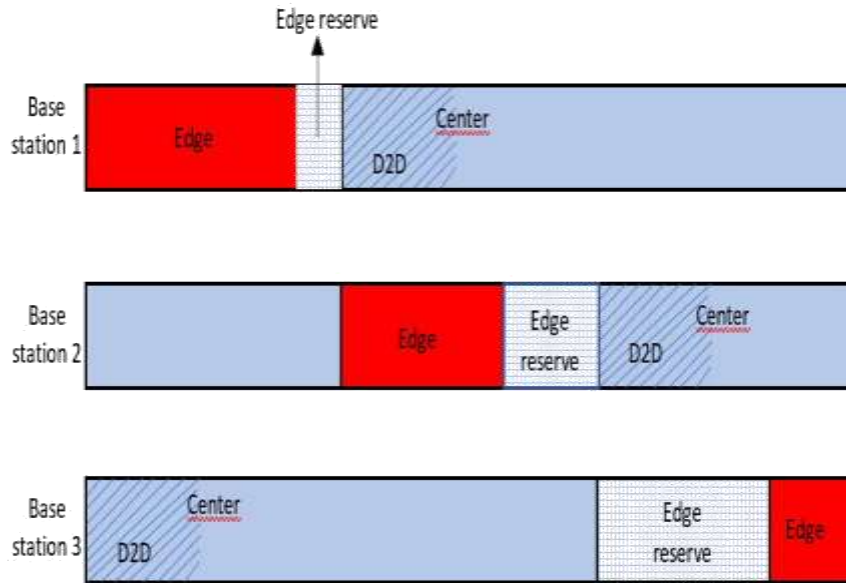 Edge reserve
Base
station 1
Edge
Center
D2D
Base
station 2
Edge
Edge
reserve
Center
D2D
Base
station 3
Center
D2D
Edge
reserve
Edge